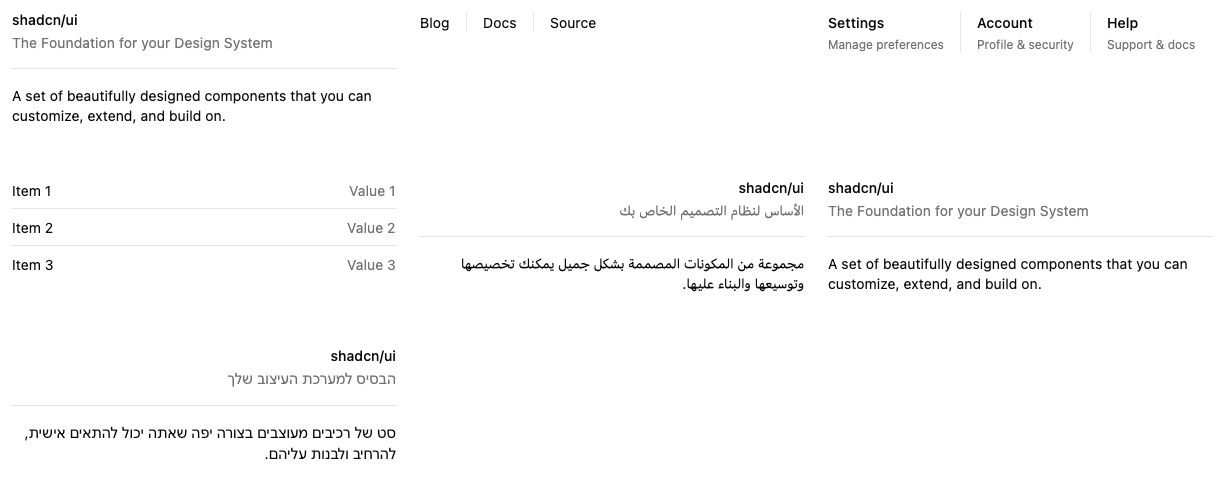 shadcn/ui
The Foundation for your Design System
A set of beautifully designed components that you can
customize, extend, and build on.
Blog
Docs
Source
Settings
Manage preferences
Account
Profile & security
Help
Support & docs
Item 1 Value 1
Item 2 Value 2
Item 3 Value 3
shadcn/ui
الأساس لنظام التصميم الخاص بك
مجموعة من المكونات المصممة بشكل جميل يمكنك تخصيصها
وتوسيعها والبناء عليها.
shadcn/ui
The Foundation for your Design System
A set of beautifully designed components that you can
customize, extend, and build on.
shadcn/ui
הבסיס למערכת העיצוב שלך
סט של רכיבים מעוצבים בצורה יפה שאתה יכול להתאים אישית,
להרחיב ולבנות עליהם.